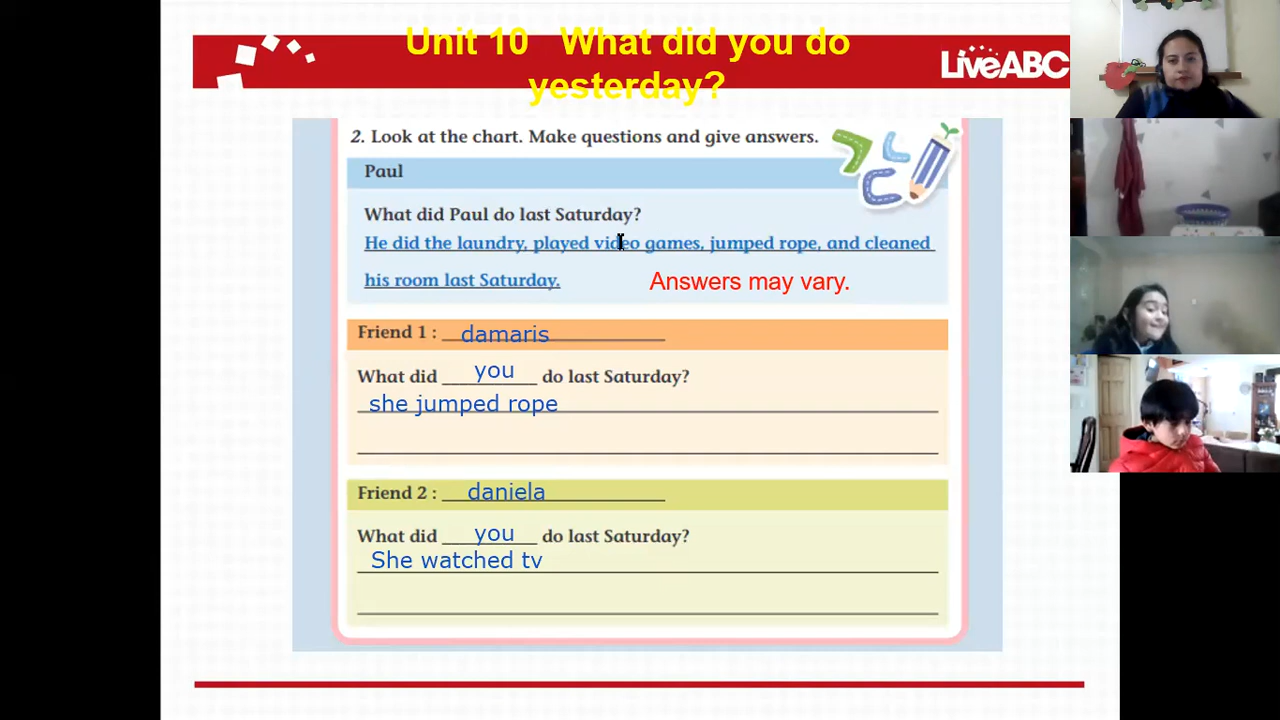 Unit 10 What did you do
yesterday?
LiveABC
2. Look at the chart. Make questions and give answers.
Paul
What did Paul do last Saturday?
He did the laundry, played video games, jumped rope, and cleaned
his room last Saturday.
Answers may vary.
Friend 1 : damaris
What did you do last Saturday?
she jumped rope
Friend 2 : daniela
What did you do last Saturday?
She watched tv